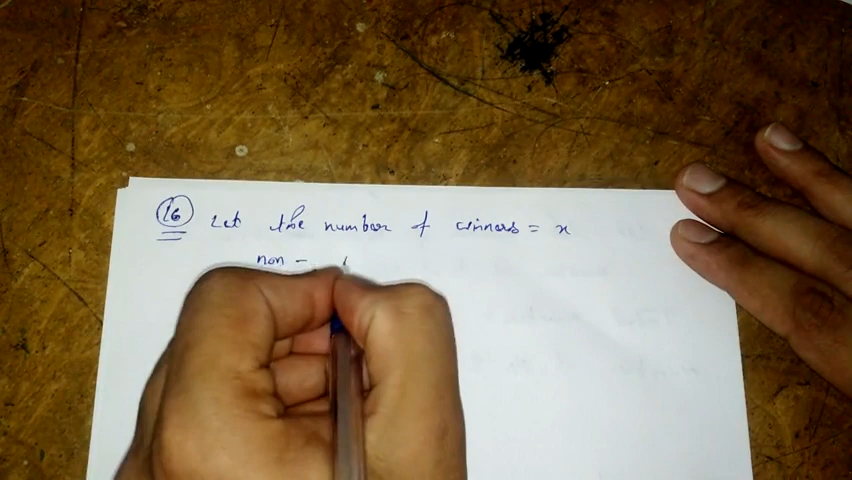 16 Let the number of winners = x
non -